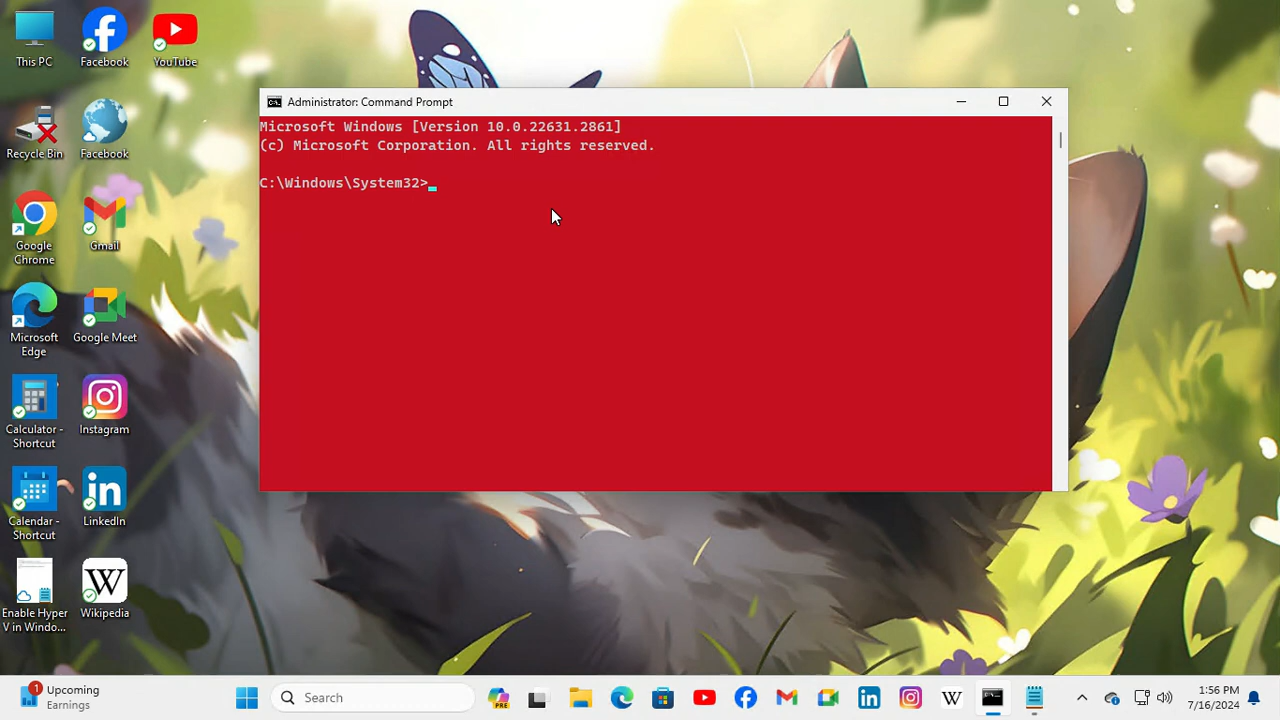 This PC
Facebook
YouTube
Recycle Bin
Facebook
Google
Chrome
Gmail
Microsoft
Edge
Google Meet
Calculator -
Shortcut
Instagram
Calendar -
Shortcut
LinkedIn
Enable Hyper
V in Windo...
Wikipedia
Administrator: Command Prompt
Microsoft Windows [Version 10.0.22631.2861]
(c) Microsoft Corporation. All rights reserved.
C:\Windows\System32>
1
Upcoming
Earnings
Search
PRE
W
1:56 PM
7/16/2024